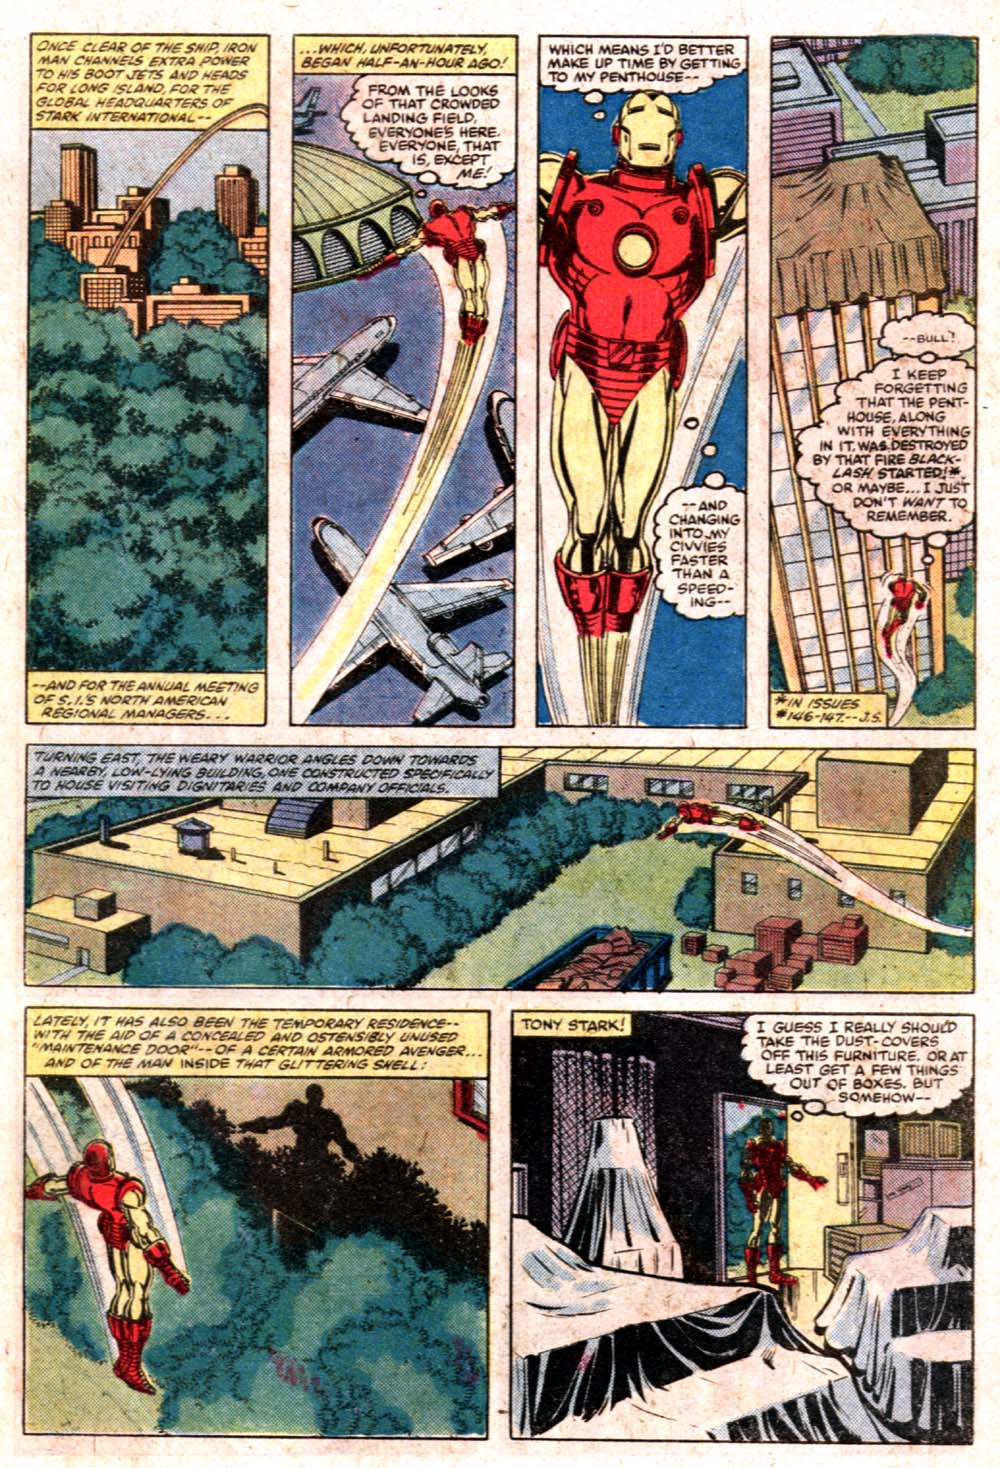 ONCE CLEAR OF THE SHIP, IRON
MAN CHANNELS EXTRA POWER
TO HIS BOOT JETS AND HEADS
FOR LONG ISLAND, FOR THE
GLOBAL HEADQUARTERS OF
STARK INTERNATIONAL--
--AND FOR THE ANNUAL MEETING
OF S.I.'S NORTH AMERICAN
REGIONAL MANAGERS...
...WHICH, UNFORTUNATELY,
BEGAN HALF-AN-HOUR AGO!
FROM THE LOOKS
OF THAT CROWDED
LANDING FIELD,
EVERYONE'S HERE.
EVERYONE, THAT
IS, EXCEPT
ME!
WHICH MEANS I'D BETTER
MAKE UP TIME BY GETTING
TO MY PENTHOUSE--
--AND
CHANGING
INTO MY
CIVVIES
FASTER
THAN A
SPEED-
ING--
--BULL?
I KEEP
FORGETTING
THAT THE PENT-
HOUSE, ALONG
WITH EVERYTHING
IN IT, WAS DESTROYED
BY THAT FIRE BLACK-
LASH STARTED!*
OR MAYBE... I JUST
DON'T WANT TO
REMEMBER.
*IN ISSUES
#146-147.--J.S.
TURNING EAST, THE WEARY WARRIOR ANGLES DOWN TOWARDS
A NEARBY, LOW-LYING BUILDING, ONE CONSTRUCTED SPECIFICALLY
TO HOUSE VISITING DIGNITARIES AND COMPANY OFFICIALS.
LATELY, IT HAS ALSO BEEN THE TEMPORARY RESIDENCE--
WITH THE AID OF A CONCEALED AND OSTENSIBLY UNUSED
"MAINTENANCE DOOR"--OF A CERTAIN ARMORED AVENGER...
AND OF THE MAN INSIDE THAT GLITTERING SHELL:
TONY STARK!
I GUESS I REALLY SHOULD
TAKE THE DUST-COVERS
OFF THIS FURNITURE. OR AT
LEAST GET A FEW THINGS
OUT OF BOXES. BUT
SOMEHOW--